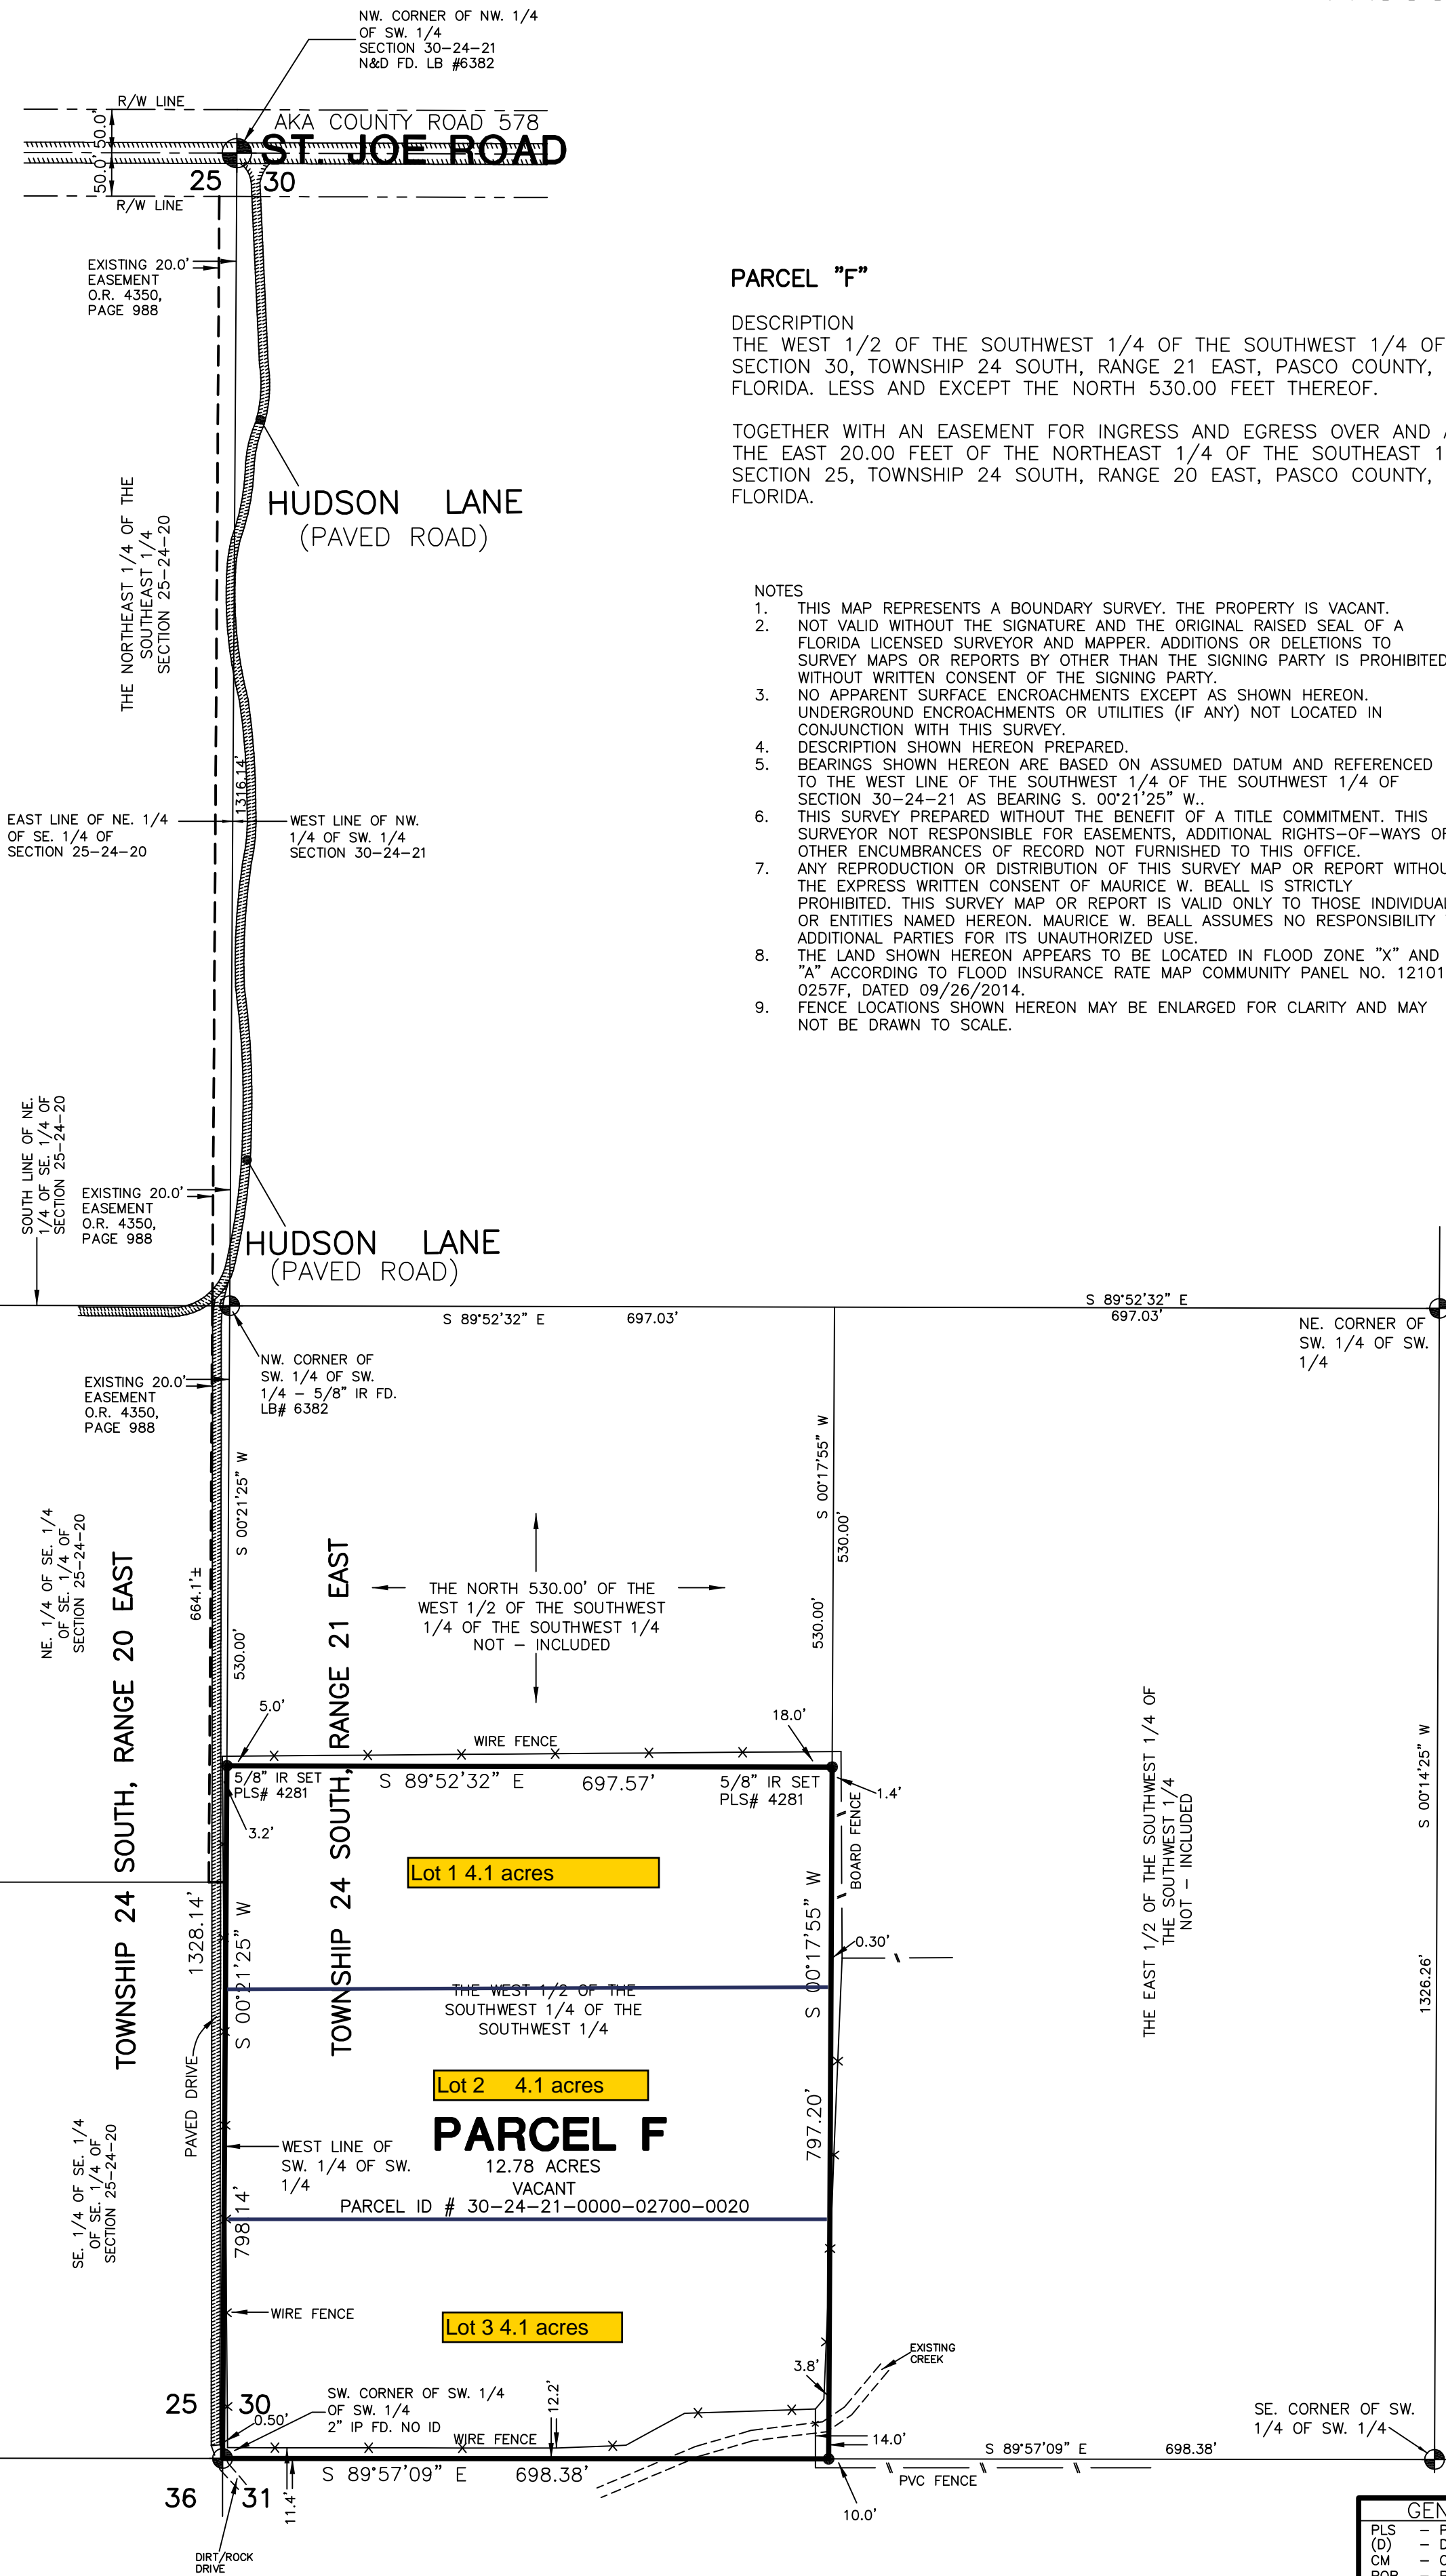 NW. CORNER OF NW. 1/4
OF SW. 1/4
SECTION 30-24-21
N&D FD. LB #6382
R/W LINE
50.0' 50.0'
AKA COUNTY ROAD 578
ST. JOE ROAD
25 30
R/W LINE
EXISTING 20.0'
EASEMENT
O.R. 4350,
PAGE 988
PARCEL "F"
DESCRIPTION
THE WEST 1/2 OF THE SOUTHWEST 1/4 OF THE SOUTHWEST 1/4 OF
SECTION 30, TOWNSHIP 24 SOUTH, RANGE 21 EAST, PASCO COUNTY,
FLORIDA. LESS AND EXCEPT THE NORTH 530.00 FEET THEREOF.
TOGETHER WITH AN EASEMENT FOR INGRESS AND EGRESS OVER AND
THE EAST 20.00 FEET OF THE NORTHEAST 1/4 OF THE SOUTHEAST
SECTION 25, TOWNSHIP 24 SOUTH, RANGE 20 EAST, PASCO COUNTY,
FLORIDA.
HUDSON LANE
(PAVED ROAD)
THE NORTHEAST 1/4 OF THE
SOUTHEAST 1/4
SECTION 25-24-20
NOTES
1. THIS MAP REPRESENTS A BOUNDARY SURVEY. THE PROPERTY IS VACANT.
2. NOT VALID WITHOUT THE SIGNATURE AND THE ORIGINAL RAISED SEAL OF A
FLORIDA LICENSED SURVEYOR AND MAPPER. ADDITIONS OR DELETIONS TO
SURVEY MAPS OR REPORTS BY OTHER THAN THE SIGNING PARTY IS PROHIBITED
WITHOUT WRITTEN CONSENT OF THE SIGNING PARTY.
3. NO APPARENT SURFACE ENCROACHMENTS EXCEPT AS SHOWN HEREON.
UNDERGROUND ENCROACHMENTS OR UTILITIES (IF ANY) NOT LOCATED IN
CONJUNCTION WITH THIS SURVEY.
4. DESCRIPTION SHOWN HEREON PREPARED.
5. BEARINGS SHOWN HEREON ARE BASED ON ASSUMED DATUM AND REFERENCED
TO THE WEST LINE OF THE SOUTHWEST 1/4 OF THE SOUTHWEST 1/4 OF
SECTION 30-24-21 AS BEARING S. 00°21'25" W..
6. THIS SURVEY PREPARED WITHOUT THE BENEFIT OF A TITLE COMMITMENT. THIS
SURVEYOR NOT RESPONSIBLE FOR EASEMENTS, ADDITIONAL RIGHTS-OF-WAYS OR
OTHER ENCUMBRANCES OF RECORD NOT FURNISHED TO THIS OFFICE.
7. ANY REPRODUCTION OR DISTRIBUTION OF THIS SURVEY MAP OR REPORT WITHOU
THE EXPRESS WRITTEN CONSENT OF MAURICE W. BEALL IS STRICTLY
PROHIBITED. THIS SURVEY MAP OR REPORT IS VALID ONLY TO THOSE INDIVIDUAL
OR ENTITIES NAMED HEREON. MAURICE W. BEALL ASSUMES NO RESPONSIBILITY
ADDITIONAL PARTIES FOR ITS UNAUTHORIZED USE.
8. THE LAND SHOWN HEREON APPEARS TO BE LOCATED IN FLOOD ZONE "X" AND
"A" ACCORDING TO FLOOD INSURANCE RATE MAP COMMUNITY PANEL NO. 12101
0257F, DATED 09/26/2014.
9. FENCE LOCATIONS SHOWN HEREON MAY BE ENLARGED FOR CLARITY AND MAY
NOT BE DRAWN TO SCALE.
1316.14'
EAST LINE OF NE. 1/4
OF SE. 1/4 OF
SECTION 25-24-20
WEST LINE OF NW.
1/4 OF SW. 1/4
SECTION 30-24-21
SOUTH LINE OF NE.
1/4 OF SE. 1/4 OF
SECTION 25-24-20
EXISTING 20.0'
EASEMENT
O.R. 4350,
PAGE 988
HUDSON LANE
(PAVED ROAD)
S 89°52'32" E 697.03'
S 89°52'32" E
697.03'
NE. CORNER OF
SW. 1/4 OF SW.
1/4
NW. CORNER OF
SW. 1/4 OF SW.
1/4 - 5/8" IR FD.
LB# 6382
EXISTING 20.0'
EASEMENT
O.R. 4350,
PAGE 988
S 00°21'25" W
530.00'
S 00°17'55" W
530.00'
530.00'
NE. 1/4 OF SE. 1/4
OF SE. 1/4 OF
SECTION 25-24-20
664.1'±
TOWNSHIP 24 SOUTH, RANGE 20 EAST
TOWNSHIP 24 SOUTH, RANGE 21 EAST
THE NORTH 530.00' OF THE
WEST 1/2 OF THE SOUTHWEST
1/4 OF THE SOUTHWEST 1/4
NOT - INCLUDED
5.0'
18.0'
WIRE FENCE
5/8" IR SET
PLS# 4281
S 89°52'32" E 697.57'
5/8" IR SET
PLS# 4281
1.4'
3.2'
BOARD FENCE
THE EAST 1/2 OF THE SOUTHWEST 1/4 OF
THE SOUTHWEST 1/4
NOT - INCLUDED
S 00°14'25" W
1326.26'
Lot 1 4.1 acres
1328.14'
S 00°21'25" W
S 00°17'55" W
0.30'
THE WEST 1/2 OF THE
SOUTHWEST 1/4 OF THE
SOUTHWEST 1/4
PAVED DRIVE
Lot 2 4.1 acres
PARCEL F
12.78 ACRES
VACANT
PARCEL ID # 30-24-21-0000-02700-0020
797.20'
WEST LINE OF
SW. 1/4 OF SW.
1/4
SE. 1/4 OF SE. 1/4
OF SE. 1/4 OF
SECTION 25-24-20
798.14'
WIRE FENCE
Lot 3 4.1 acres
EXISTING
CREEK
3.8'
25 30
0.50'
SW. CORNER OF SW. 1/4
OF SW. 1/4
2" IP FD. NO ID
WIRE FENCE
12.2'
14.0'
SE. CORNER OF SW.
1/4 OF SW. 1/4
S 89°57'09" E 698.38'
S 89°57'09" E 698.38'
PVC FENCE
36 31
11.4'
10.0'
DIRT/ROCK
DRIVE
GEN
PLS - P
(D) - D
CM - C